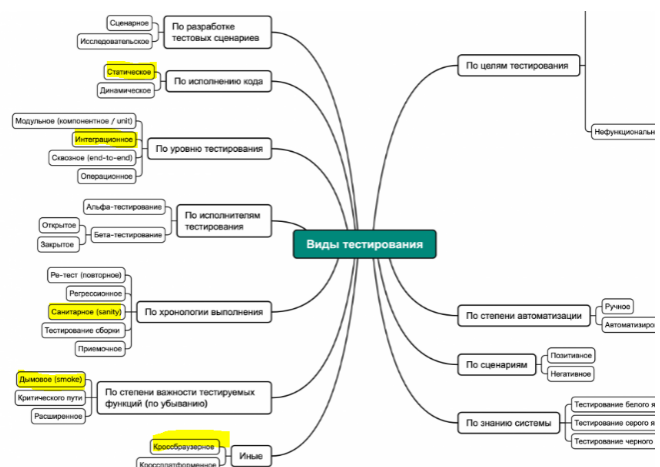 Сценарное
Исследовательское
По разработке
тестовых сценариев
Статическое
Динамическое
По исполнению кода
Модульное (компонентное / unit)
Интеграционное
Сквозное (end-to-end)
Операционное
По уровню тестирования
Альфа-тестирование
Открытое
Закрытое
Бета-тестирование
По исполнителям
тестирования
Ре-тест (повторное)
Регрессионное
Санитарное (sanity)
Тестирование сборки
Приемочное
По хронологии выполнения
Дымовое (smoke)
Критического пути
Расширенное
По степени важности тестируемых
функций (по убыванию)
Кроссбраузерное
Кроссплатформенное
Иные
Виды тестирования
По целям тестирования
Нефункциональн
По степени автоматизации
Ручное
Автоматизиро
По сценариям
Позитивное
Негативное
По знанию системы
Тестирование белого я
Тестирование серого я
Тестирование черного